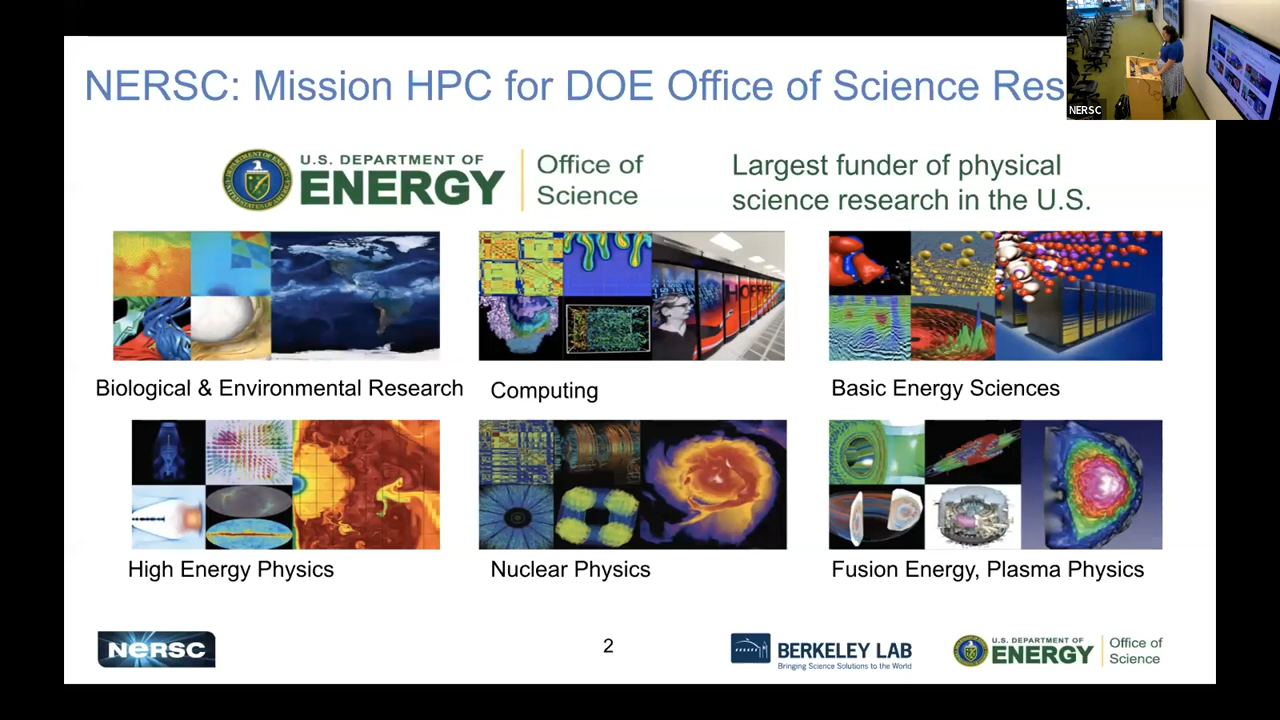 NERSC: Mission HPC for DOE Office of Science Res
NERSC
U.S. DEPARTMENT OF
ENERGY
Office of
Science
Largest funder of physical
science research in the U.S.
HOPPER
Biological & Environmental Research
Computing
Basic Energy Sciences
High Energy Physics
Nuclear Physics
Fusion Energy, Plasma Physics
NERSC
2
BERKELEY LAB
Bringing Science Solutions to the World
U.S. DEPARTMENT OF
ENERGY
Office of
Science